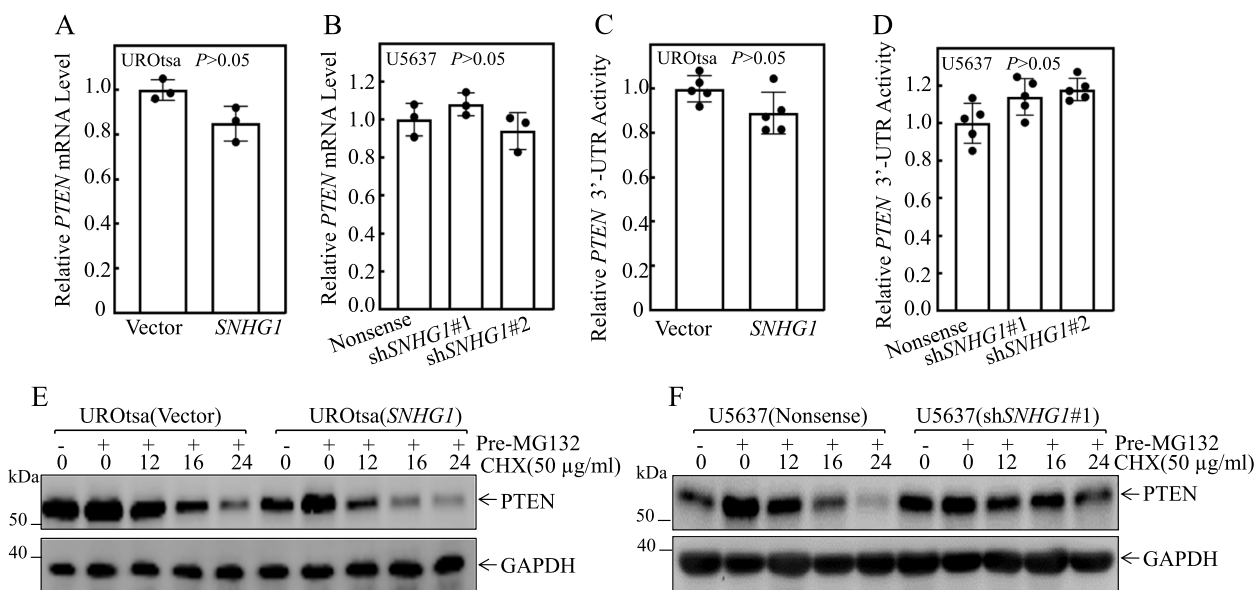 A
Relative PTEN mRNA Level
UROtsa P>0.05
1.0
0.8
0.6
0.4
0.2
0
Vector SNHG1
B
Relative PTEN mRNA Level
U5637 P>0.05
1.2
1.0
0.8
0.6
0.4
0.2
0.0
Nonsense
shSNHG1#1
shSNHG1#2
C
Relative PTEN 3’-UTR Activity
UROtsa P>0.05
1.0
0.8
0.6
0.4
0.2
0
Vector SNHG1
D
Relative PTEN 3’-UTR Activity
U5637 P>0.05
1.2
1.0
0.8
0.6
0.4
0.2
0.0
Nonsense
shSNHG1#1
shSNHG1#2
E
UROtsa(Vector) UROtsa(SNHG1)
- + + + + - + + + + Pre-MG132
0 0 12 16 24 0 0 12 16 24 CHX(50 µg/ml)
kDa
←PTEN
50
40
←GAPDH
F
U5637(Nonsense) U5637(shSNHG1#1)
- + + + + - + + + + Pre-MG132
0 0 12 16 24 0 0 12 16 24 CHX(50 µg/ml)
kDa
←PTEN
50
40
←GAPDH